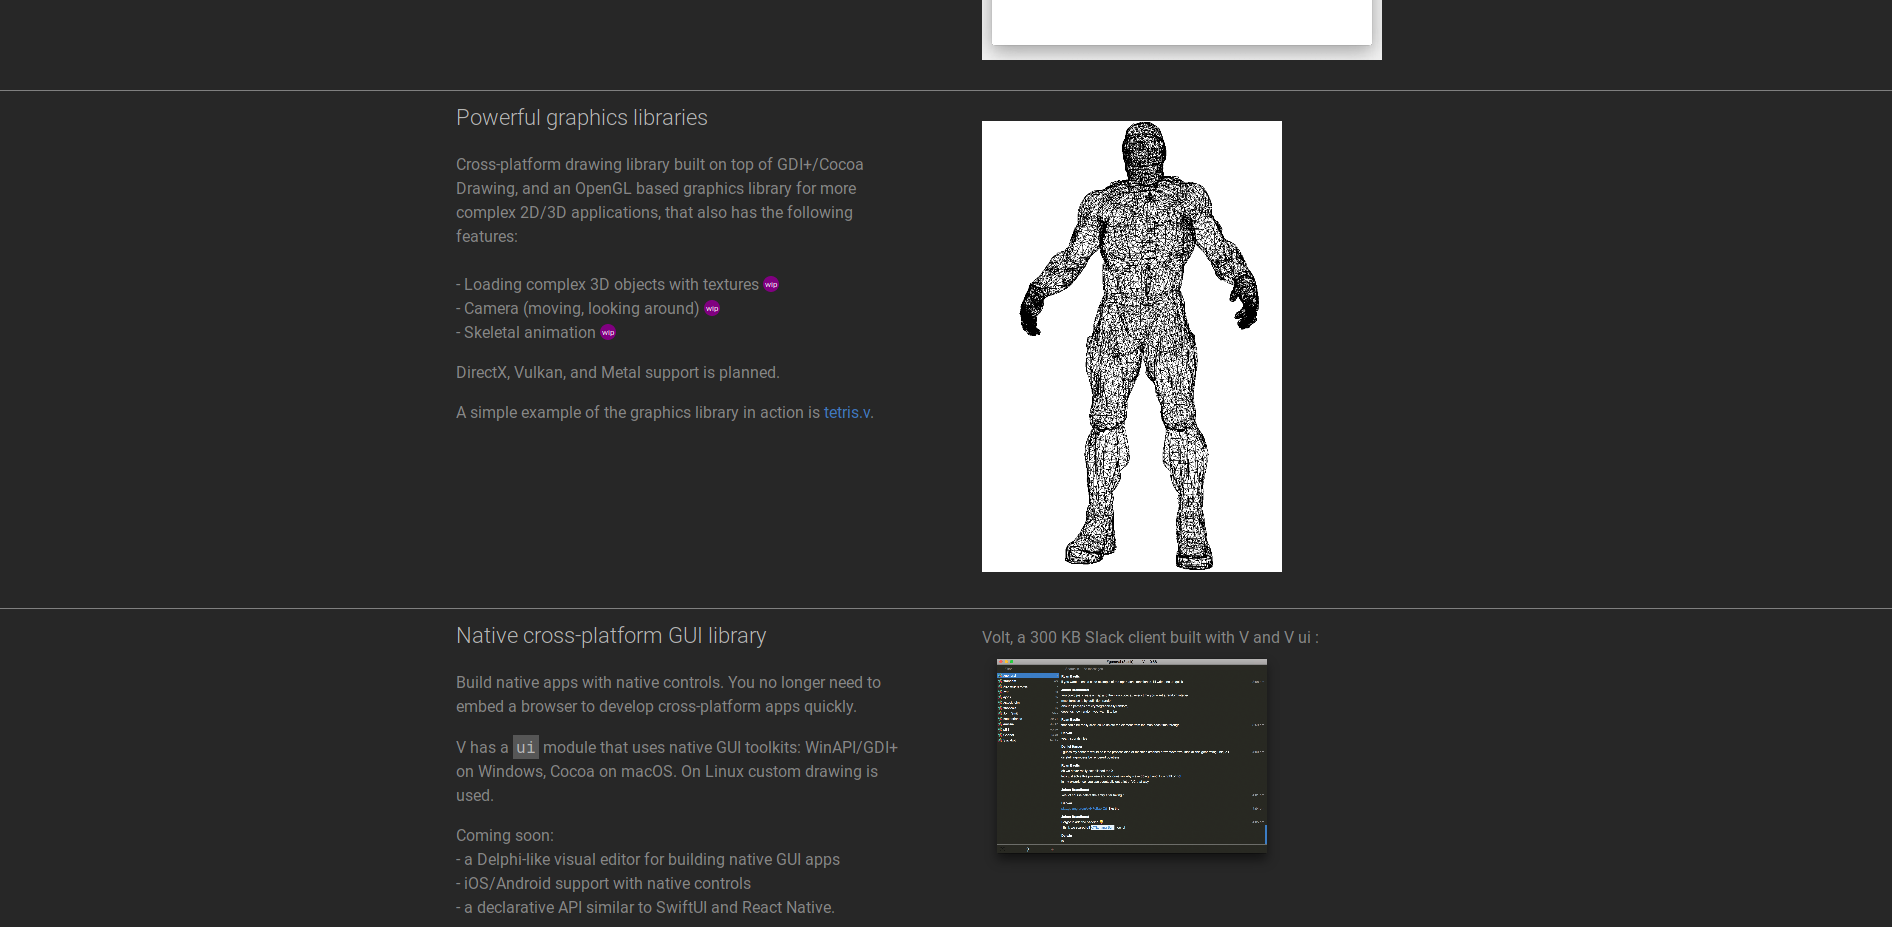 Powerful graphics libraries
Cross-platform drawing library built on top of GDI+/Cocoa
Drawing, and an OpenGL based graphics library for more
complex 2D/3D applications, that also has the following
features:
- Loading complex 3D objects with textures wip
- Camera (moving, looking around) wip
- Skeletal animation wip
DirectX, Vulkan, and Metal support is planned.
A simple example of the graphics library in action is tetris.v.
Native cross-platform GUI library
Build native apps with native controls. You no longer need to
embed a browser to develop cross-platform apps quickly.
V has a ui module that uses native GUI toolkits: WinAPI/GDI+
on Windows, Cocoa on macOS. On Linux custom drawing is
used.
Coming soon:
- a Delphi-like visual editor for building native GUI apps
- iOS/Android support with native controls
- a declarative API similar to SwiftUI and React Native.
Volt, a 300 KB Slack client built with V and V ui :